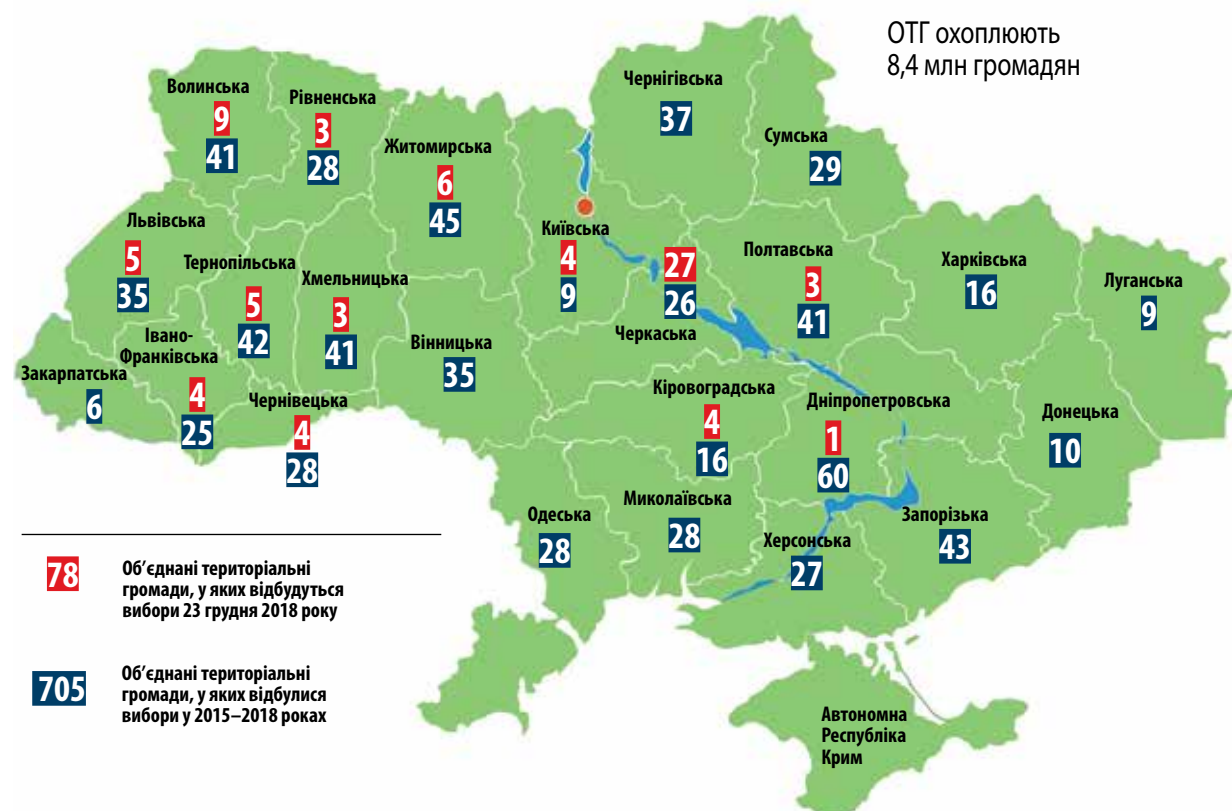 ОТГ охоплюють
8,4 млн громадян
Волинська
9
41
Рівненська
3
28
Житомирська
6
45
Чернігівська
37
Сумська
29
Львівська
5
35
Тернопільська
5
42
Хмельницька
3
41
Київська
4
9
27
26
Черкаська
Полтавська
3
41
Харківська
16
Луганська
9
Закарпатська
6
Івано-
Франківська
4
25
Чернівецька
4
28
Вінницька
35
Кіровоградська
4
16
Дніпропетровська
1
60
Донецька
10
Одеська
28
Миколаївська
28
Херсонська
27
Запорізька
43
78
Об’єднані територіальні
громади, у яких відбудуться
вибори 23 грудня 2018 року
705
Об’єднані територіальні
громади, у яких відбулися
вибори у 2015–2018 роках
Автономна
Республіка
Крим